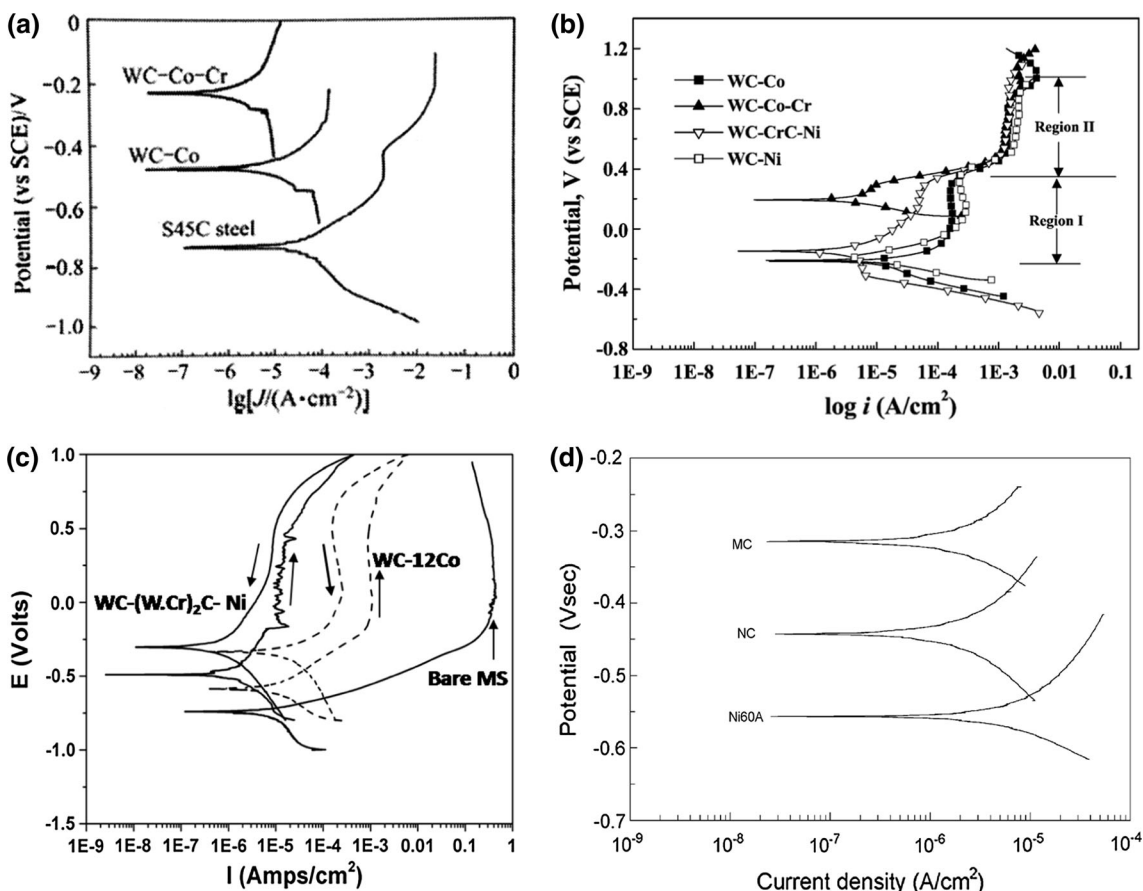 (a)
0
−0.2
−0.4
−0.6
−0.8
−1.0
Potential (vs SCE)/V
WC−Co−Cr
WC−Co
S45C steel
−9 −8 −7 −6 −5 −4 −3 −2 −1 0
lg[J/(A·cm⁻²)]
(b)
1.2
0.8
0.4
0.0
-0.4
-0.8
Potential, V (vs SCE)
WC-Co
WC-Co-Cr
WC-CrC-Ni
WC-Ni
Region II
Region I
1E-8 1E-7 1E-6 1E-5 1E-4 1E-3 0.01 0.1
log i (A/cm²)
(c)
1.0
0.5
0.0
-0.5
-1.0
-1.5
E (Volts)
WC-12Co
WC-(W.Cr)₂C- Ni
Bare MS
1E-9 1E-8 1E-7 1E-6 1E-5 1E-4 1E-3 0.01 0.1 1
I (Amps/cm²)
(d)
-0.2
-0.3
-0.4
-0.5
-0.6
-0.7
Potential (Vsec)
MC
NC
Ni60A
10⁻⁹ 10⁻⁸ 10⁻⁷ 10⁻⁶ 10⁻⁵ 10⁻⁴
Current density (A/cm²)